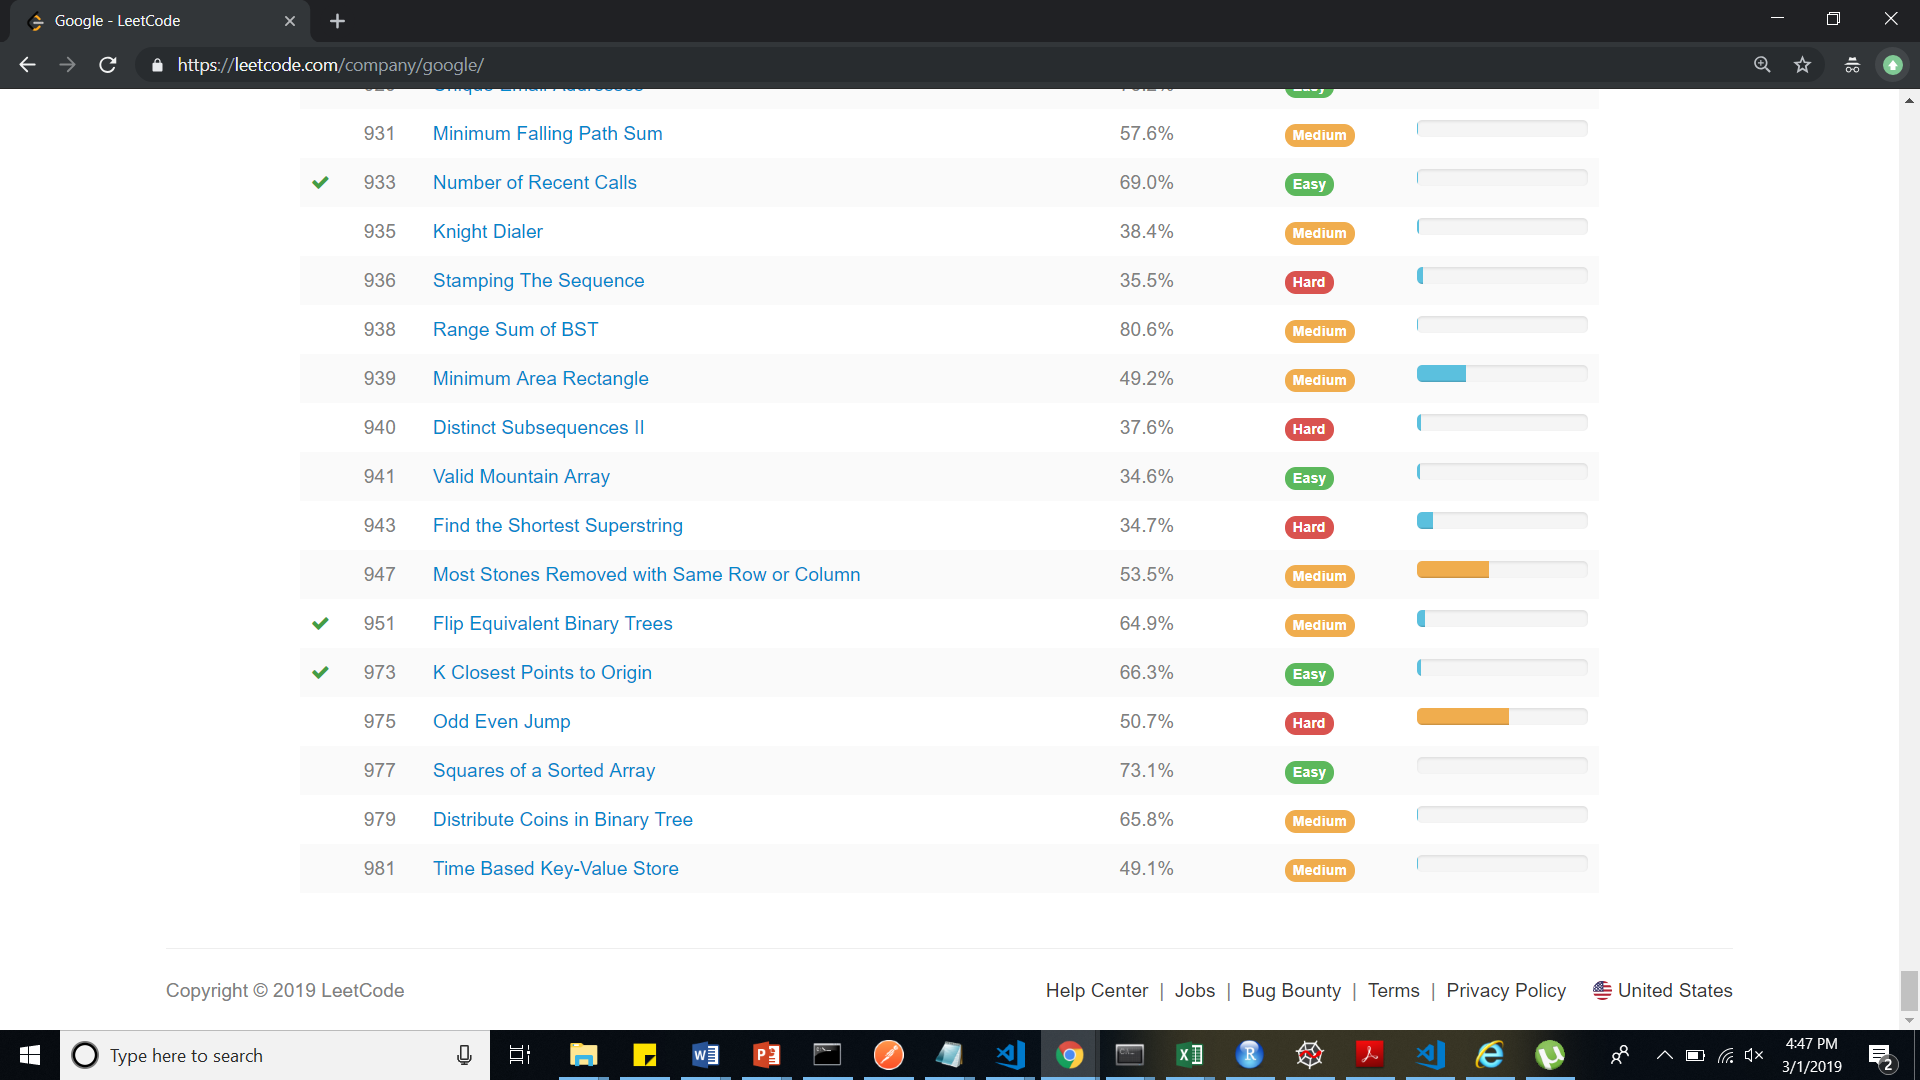 Google - LeetCode
https://leetcode.com/company/google/
Unique Email Addresses Easy
931 Minimum Falling Path Sum 57.6% Medium
933 Number of Recent Calls 69.0% Easy
935 Knight Dialer 38.4% Medium
936 Stamping The Sequence 35.5% Hard
938 Range Sum of BST 80.6% Medium
939 Minimum Area Rectangle 49.2% Medium
940 Distinct Subsequences II 37.6% Hard
941 Valid Mountain Array 34.6% Easy
943 Find the Shortest Superstring 34.7% Hard
947 Most Stones Removed with Same Row or Column 53.5% Medium
951 Flip Equivalent Binary Trees 64.9% Medium
973 K Closest Points to Origin 66.3% Easy
975 Odd Even Jump 50.7% Hard
977 Squares of a Sorted Array 73.1% Easy
979 Distribute Coins in Binary Tree 65.8% Medium
981 Time Based Key-Value Store 49.1% Medium
Copyright © 2019 LeetCode Help Center | Jobs | Bug Bounty | Terms | Privacy Policy United States
Type here to search
4:47 PM
3/1/2019
2